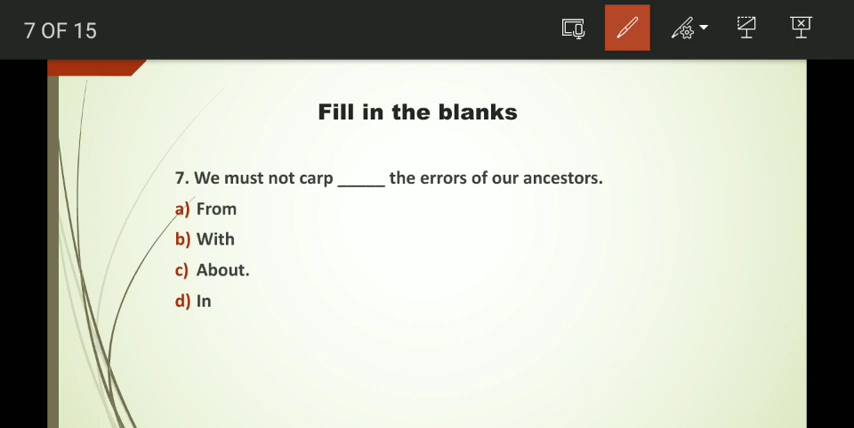 7 OF 15
Fill in the blanks
7. We must not carp _____ the errors of our ancestors.
a) From
b) With
c) About.
d) In